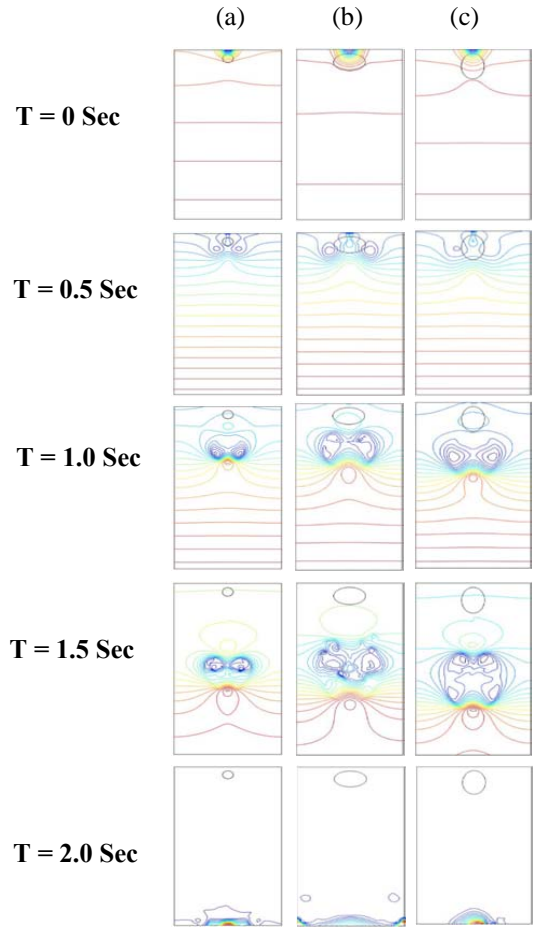 (a) (b) (c)
T = 0 Sec
T = 0.5 Sec
T = 1.0 Sec
T = 1.5 Sec
T = 2.0 Sec